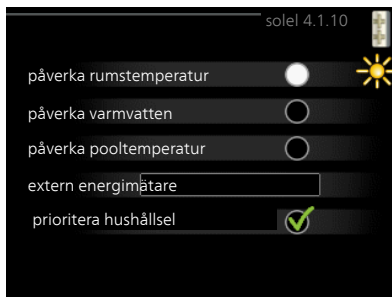 solel 4.1.10
påverka rumstemperatur
påverka varmvatten
påverka pooltemperatur
extern energimätare
prioritera hushållsel